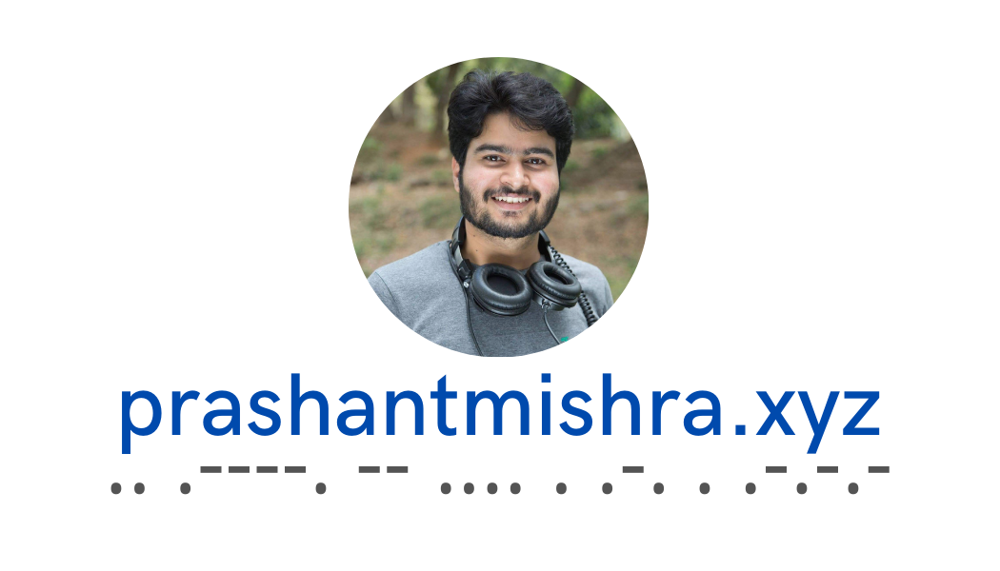 prashantmishra.xyz
.. .----. -- .... . .-. . .-.-.-